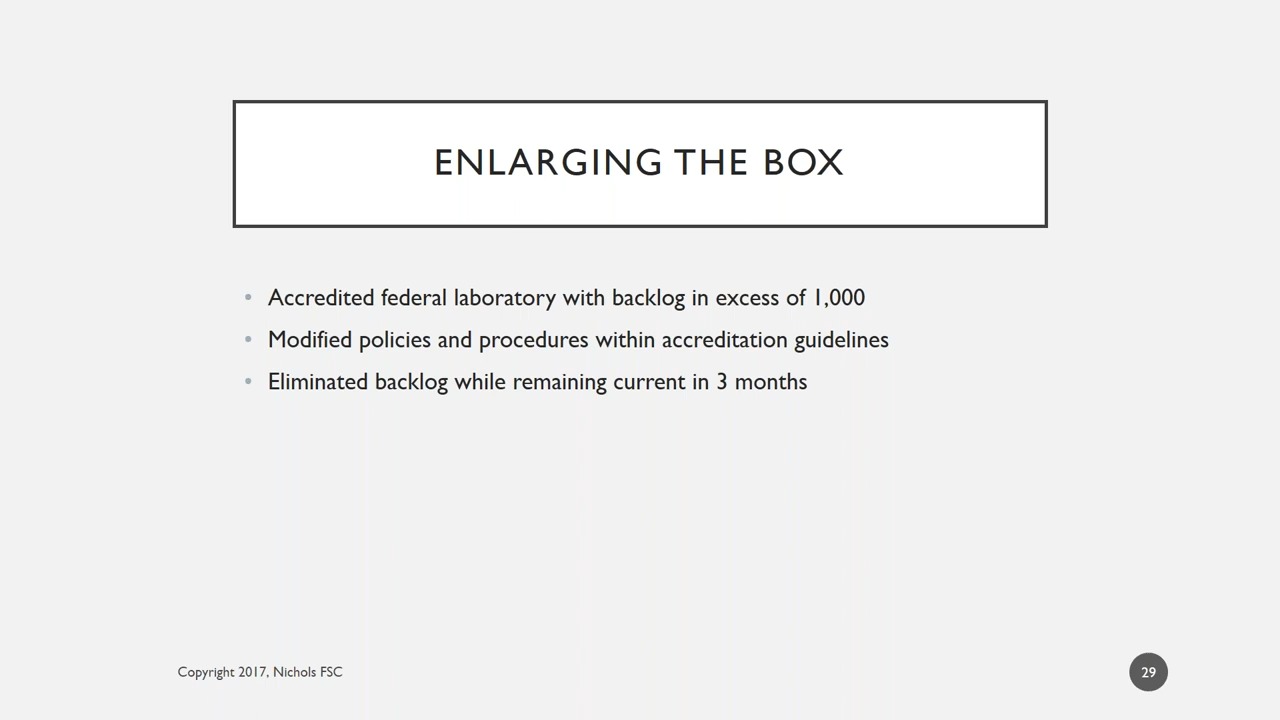 ENLARGING THE BOX
• Accredited federal laboratory with backlog in excess of 1,000
• Modified policies and procedures within accreditation guidelines
• Eliminated backlog while remaining current in 3 months
Copyright 2017, Nichols FSC
29